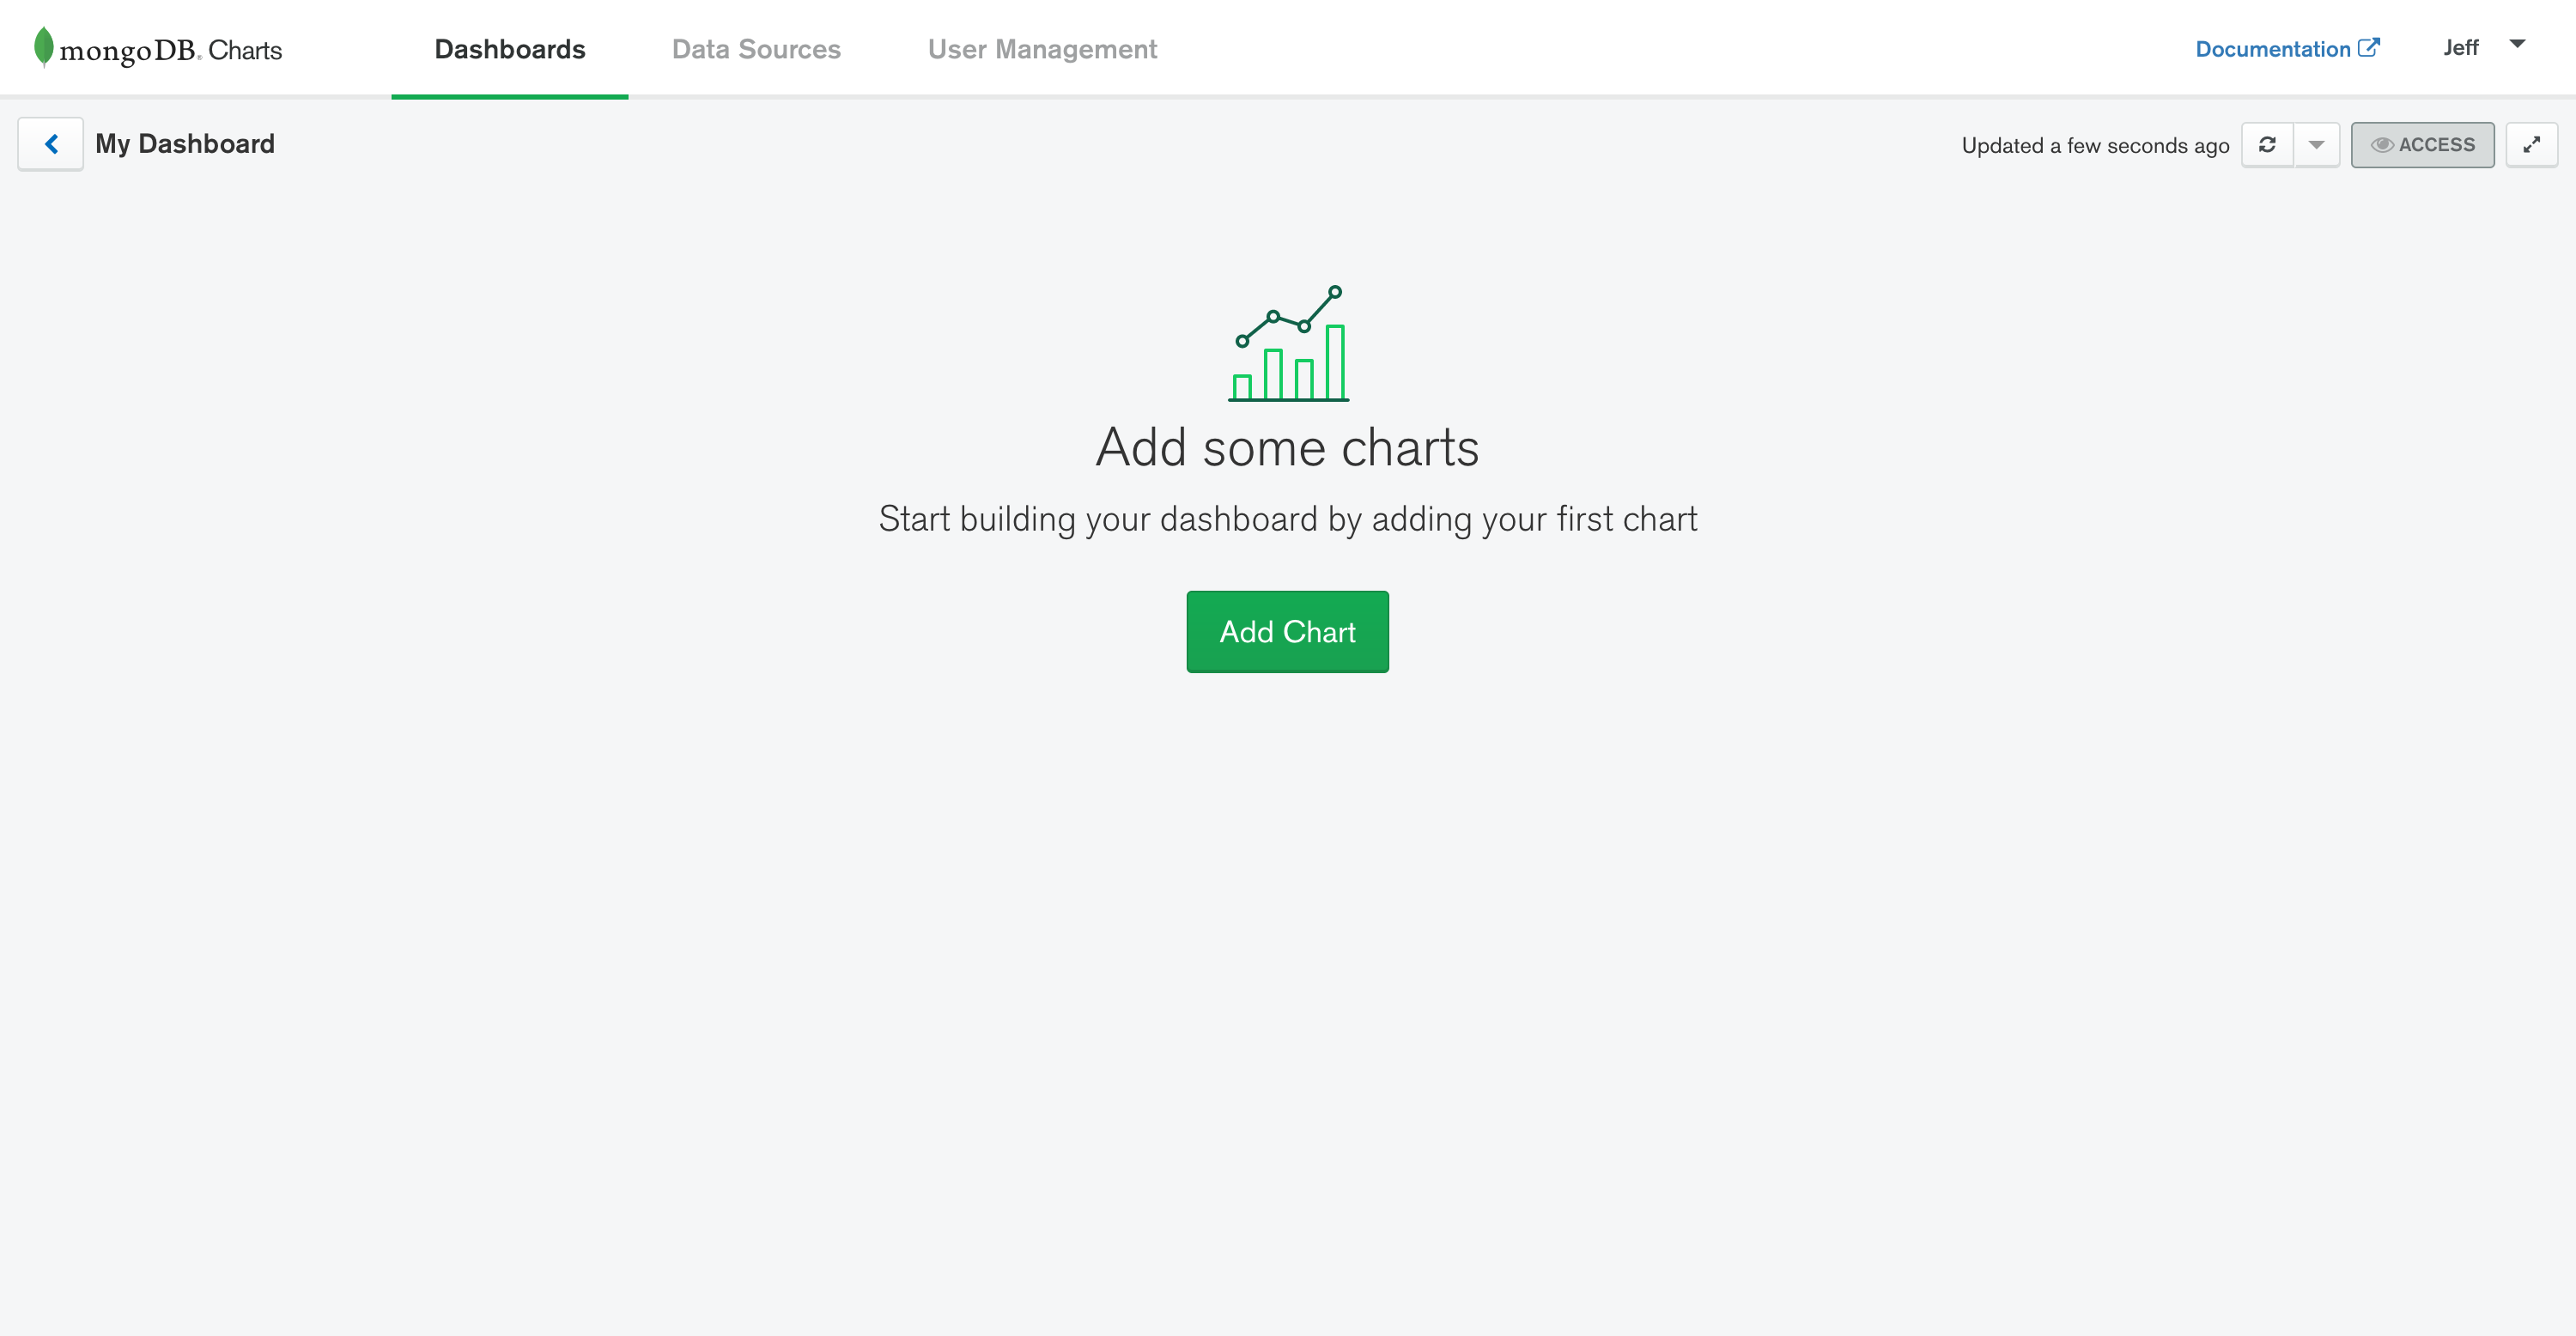 mongoDB. Charts
Dashboards
Data Sources
User Management
Documentation
Jeff
My Dashboard
Updated a few seconds ago
ACCESS
Add some charts
Start building your dashboard by adding your first chart
Add Chart